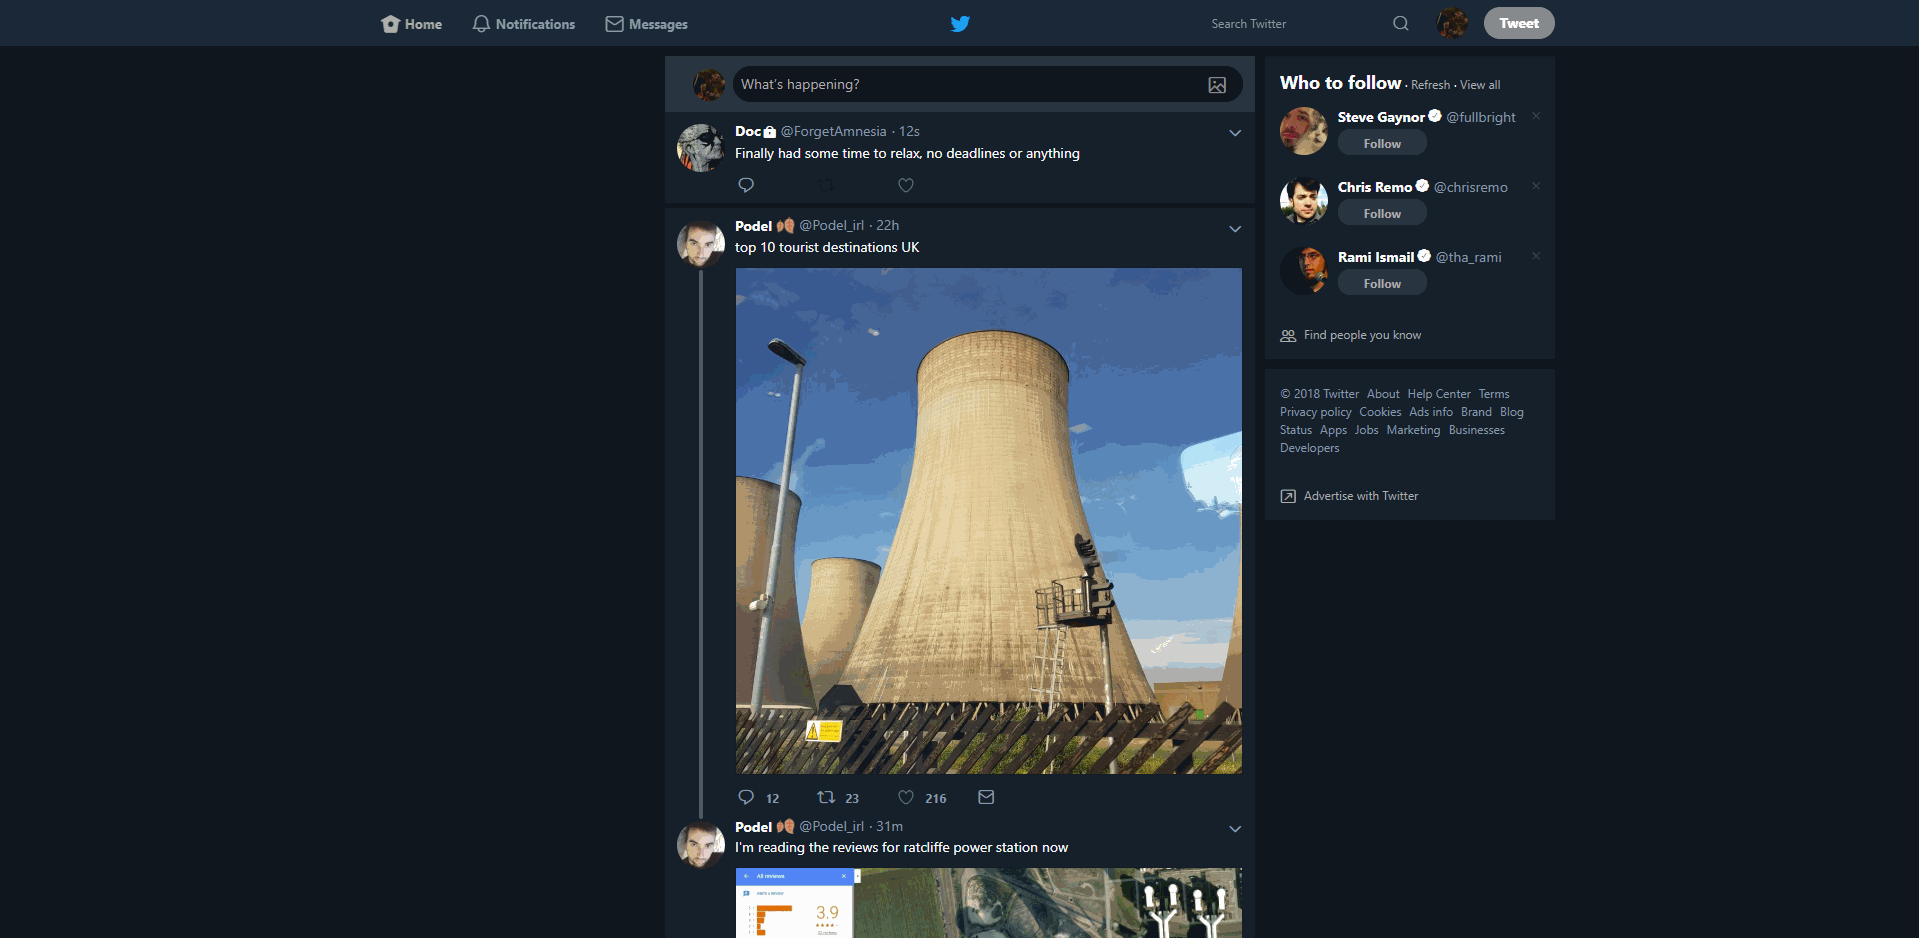 Home Notifications Messages Search Twitter Tweet
What's happening?
Doc @ForgetAmnesia · 12s
Finally had some time to relax, no deadlines or anything
Podel @Podel_irl · 22h
top 10 tourist destinations UK
12 23 216
Podel @Podel_irl · 31m
I'm reading the reviews for ratcliffe power station now
All reviews
3.9
Who to follow · Refresh · View all
Steve Gaynor @fullbright
Follow
Chris Remo @chrisremo
Follow
Rami Ismail @tha_rami
Follow
Find people you know
© 2018 Twitter About Help Center Terms
Privacy policy Cookies Ads info Brand Blog
Status Apps Jobs Marketing Businesses
Developers
Advertise with Twitter